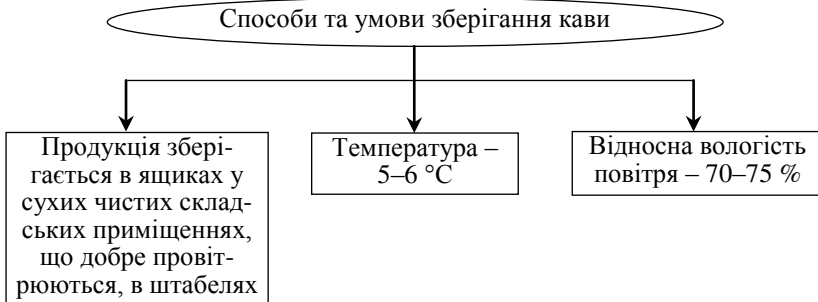 Способи та умови зберігання кави
Продукція збері-
гається в ящиках у
сухих чистих склад-
ських приміщеннях,
що добре провіт-
рюються, в штабелях
Температура –
5–6 °С
Відносна вологість
повітря – 70–75 %